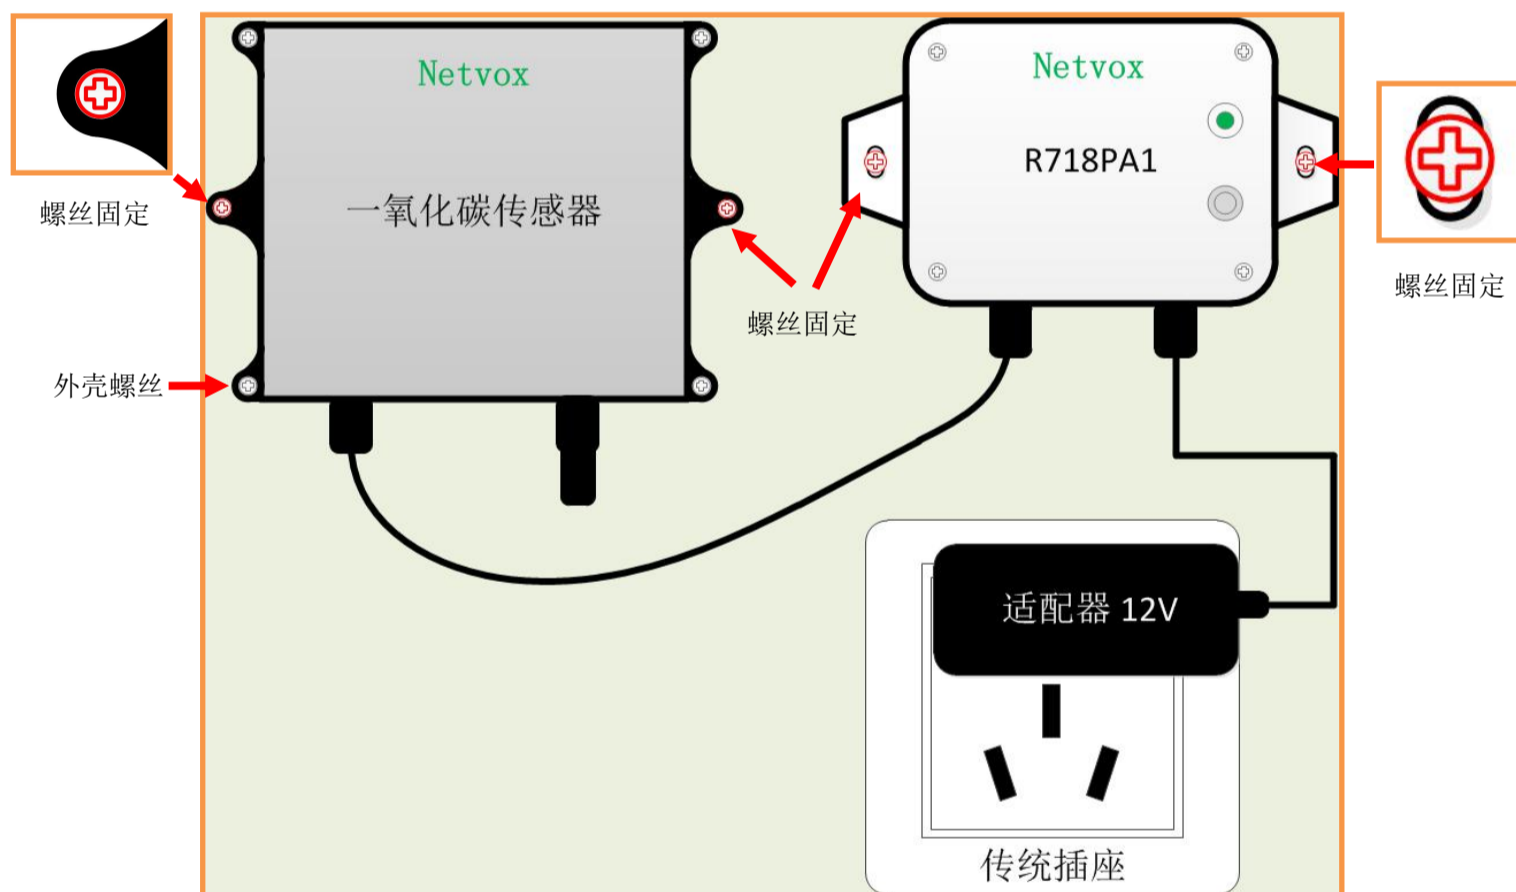 Netvox
一氧化碳传感器
Netvox
R718PA1
螺丝固定
螺丝固定
螺丝固定
外壳螺丝
适配器 12V
传统插座